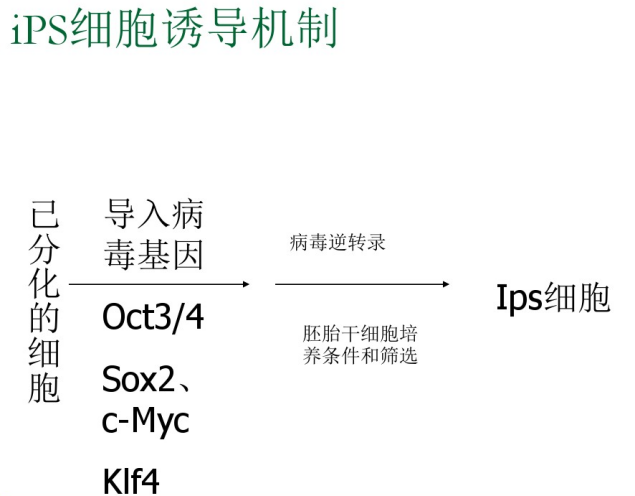 iPS细胞诱导机制
已分化的细胞
导入病
毒基因
Oct3/4
Sox2、
c-Myc
Klf4
病毒逆转录
胚胎干细胞培
养条件和筛选
Ips细胞